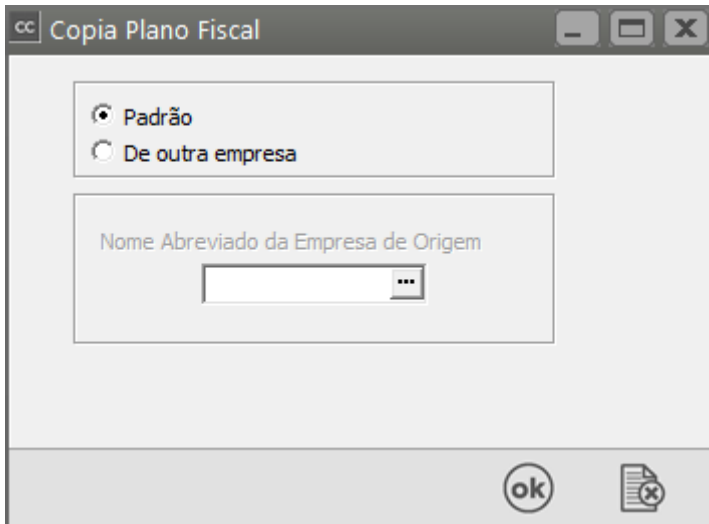 cc Copia Plano Fiscal
Padrão
De outra empresa
Nome Abreviado da Empresa de Origem
...
ok